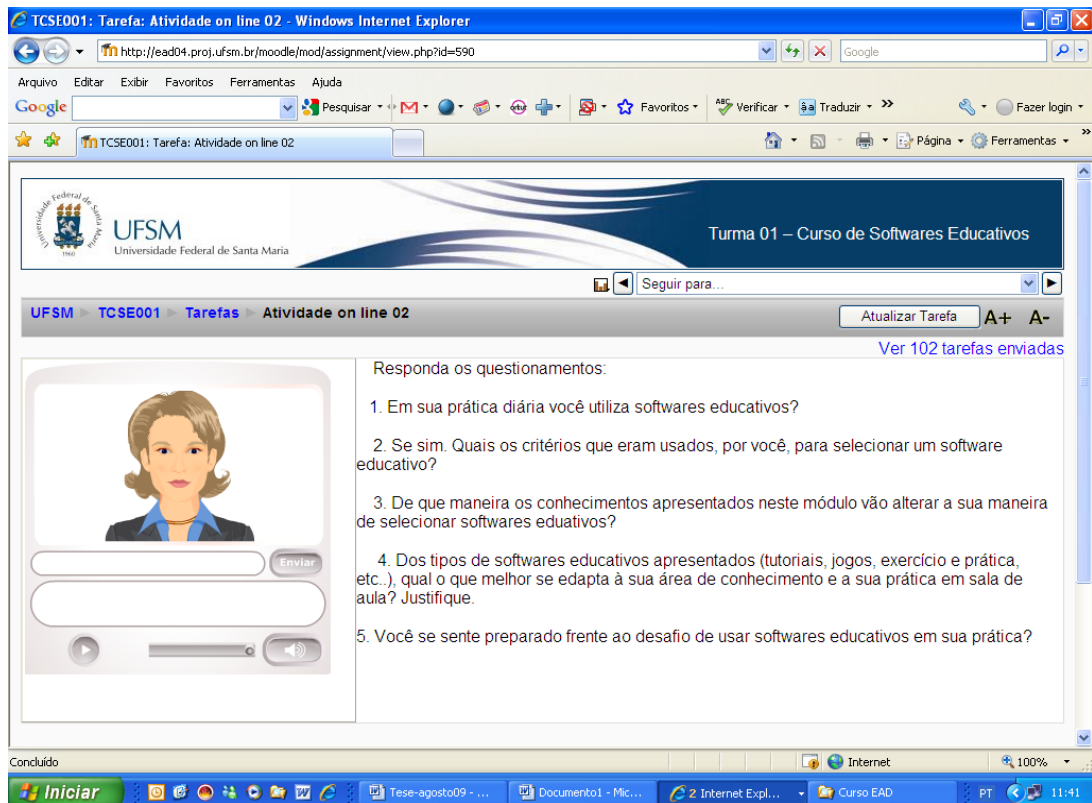 TCSE001: Tarefa: Atividade on line 02 - Windows Internet Explorer
http://ead04.proj.ufsm.br/moodle/mod/assignment/view.php?id=590
Google
Arquivo Editar Exibir Favoritos Ferramentas Ajuda
Google Pesquisar Favoritos Verificar Traduzir Fazer login
TCSE001: Tarefa: Atividade on line 02 Página Ferramentas
Universidade Federal de Santa Maria
1960
UFSM
Universidade Federal de Santa Maria
Turma 01 – Curso de Softwares Educativos
Seguir para...
UFSM TCSE001 Tarefas Atividade on line 02 Atualizar Tarefa A+ A-
Ver 102 tarefas enviadas
Responda os questionamentos:
1. Em sua prática diária você utiliza softwares educativos?
2. Se sim. Quais os critérios que eram usados, por você, para selecionar um software
educativo?
3. De que maneira os conhecimentos apresentados neste módulo vão alterar a sua maneira
de selecionar softwares eduativos?
4. Dos tipos de softwares educativos apresentados (tutoriais, jogos, exercício e prática,
etc..), qual o que melhor se edapta à sua área de conhecimento e a sua prática em sala de
aula? Justifique.
5. Você se sente preparado frente ao desafio de usar softwares educativos em sua prática?
Enviar
Concluído Internet 100%
Iniciar Tese-agosto09 - ... Documento1 - Mic... 2 Internet Expl... Curso EAD PT 11:41